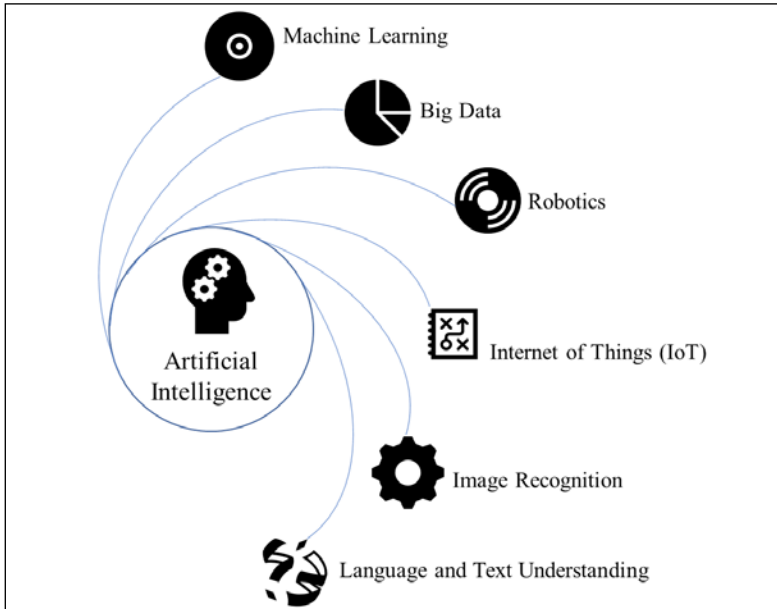 Machine Learning
Big Data
Robotics
Artificial
Intelligence
Internet of Things (IoT)
Image Recognition
Language and Text Understanding